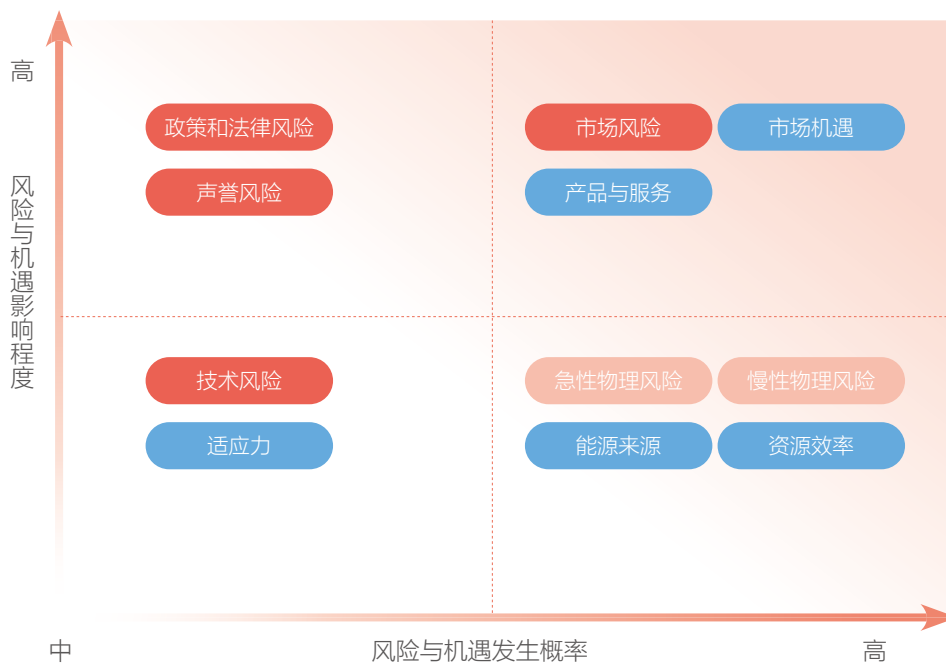 高
风险与机遇影响程度
政策和法律风险
市场风险
市场机遇
声誉风险
产品与服务
技术风险
急性物理风险
慢性物理风险
适应力
能源来源
资源效率
中
风险与机遇发生概率
高